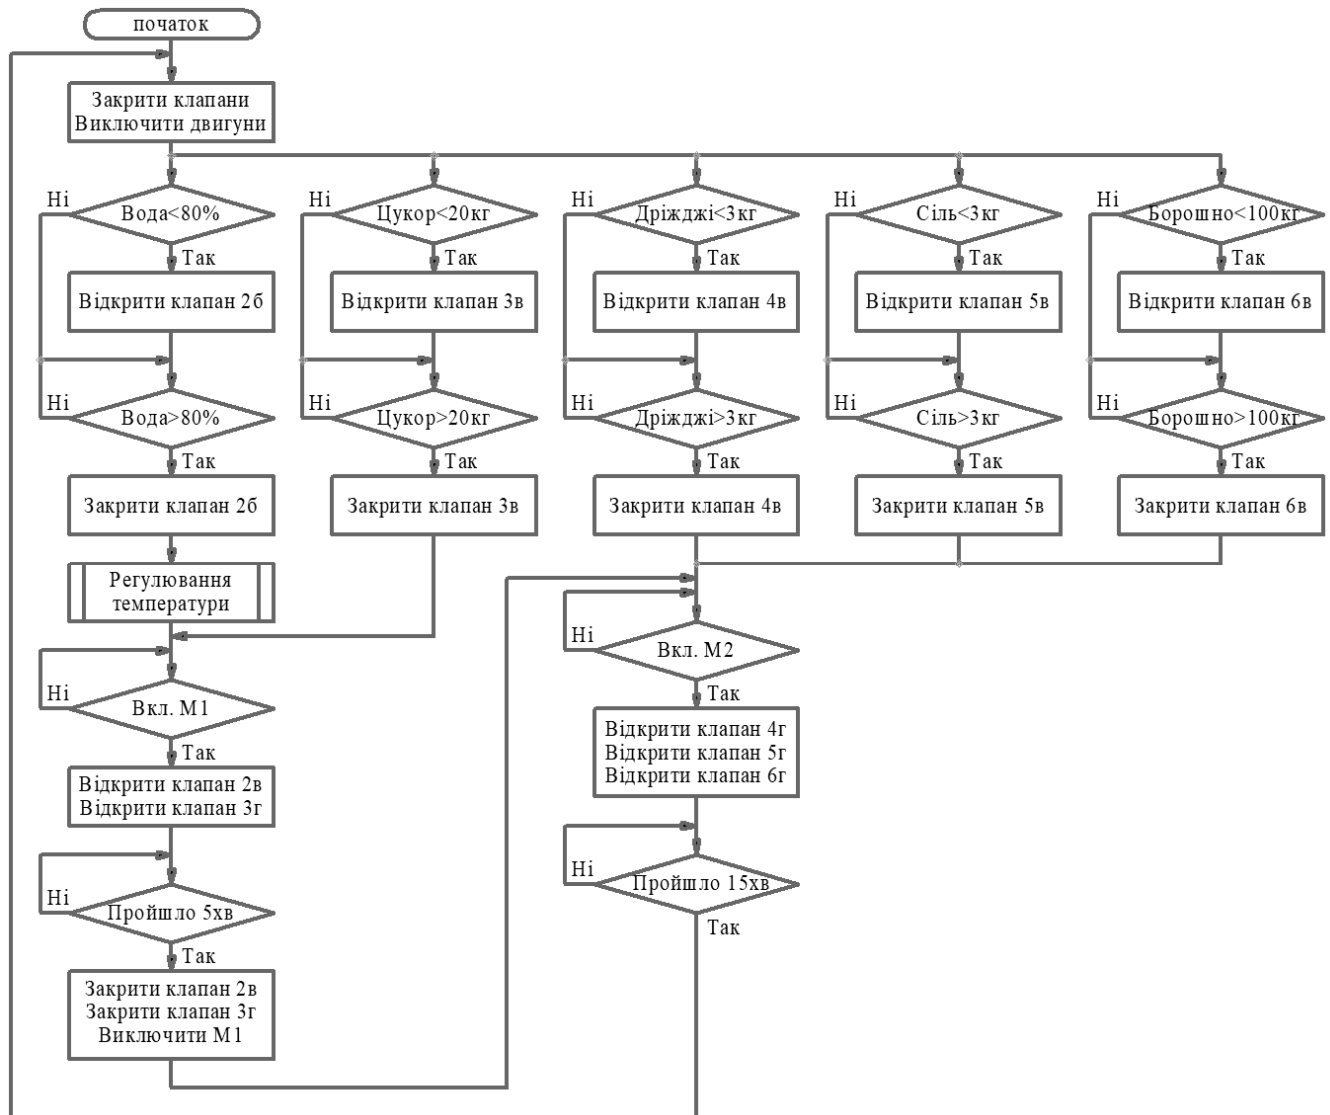 початок
Закрити клапани
Виключити двигуни
Ні Ні Ні Ні Ні
Вода<80% Цукор<20кг Дріжджі<3кг Сіль<3кг Борошно<100кг
Так Так Так Так Так
Відкрити клапан 2б Відкрити клапан 3в Відкрити клапан 4в Відкрити клапан 5в Відкрити клапан 6в
Ні Ні Ні Ні Ні
Вода>80% Цукор>20кг Дріжджі>3кг Сіль>3кг Борошно>100кг
Так Так Так Так Так
Закрити клапан 2б Закрити клапан 3в Закрити клапан 4в Закрити клапан 5в Закрити клапан 6в
Регулювання
температури
Ні
Вкл. М1
Так
Відкрити клапан 2в
Відкрити клапан 3г
Ні
Пройшло 5хв
Так
Закрити клапан 2в
Закрити клапан 3г
Виключити М1
Ні
Вкл. М2
Так
Відкрити клапан 4г
Відкрити клапан 5г
Відкрити клапан 6г
Ні
Пройшло 15хв
Так